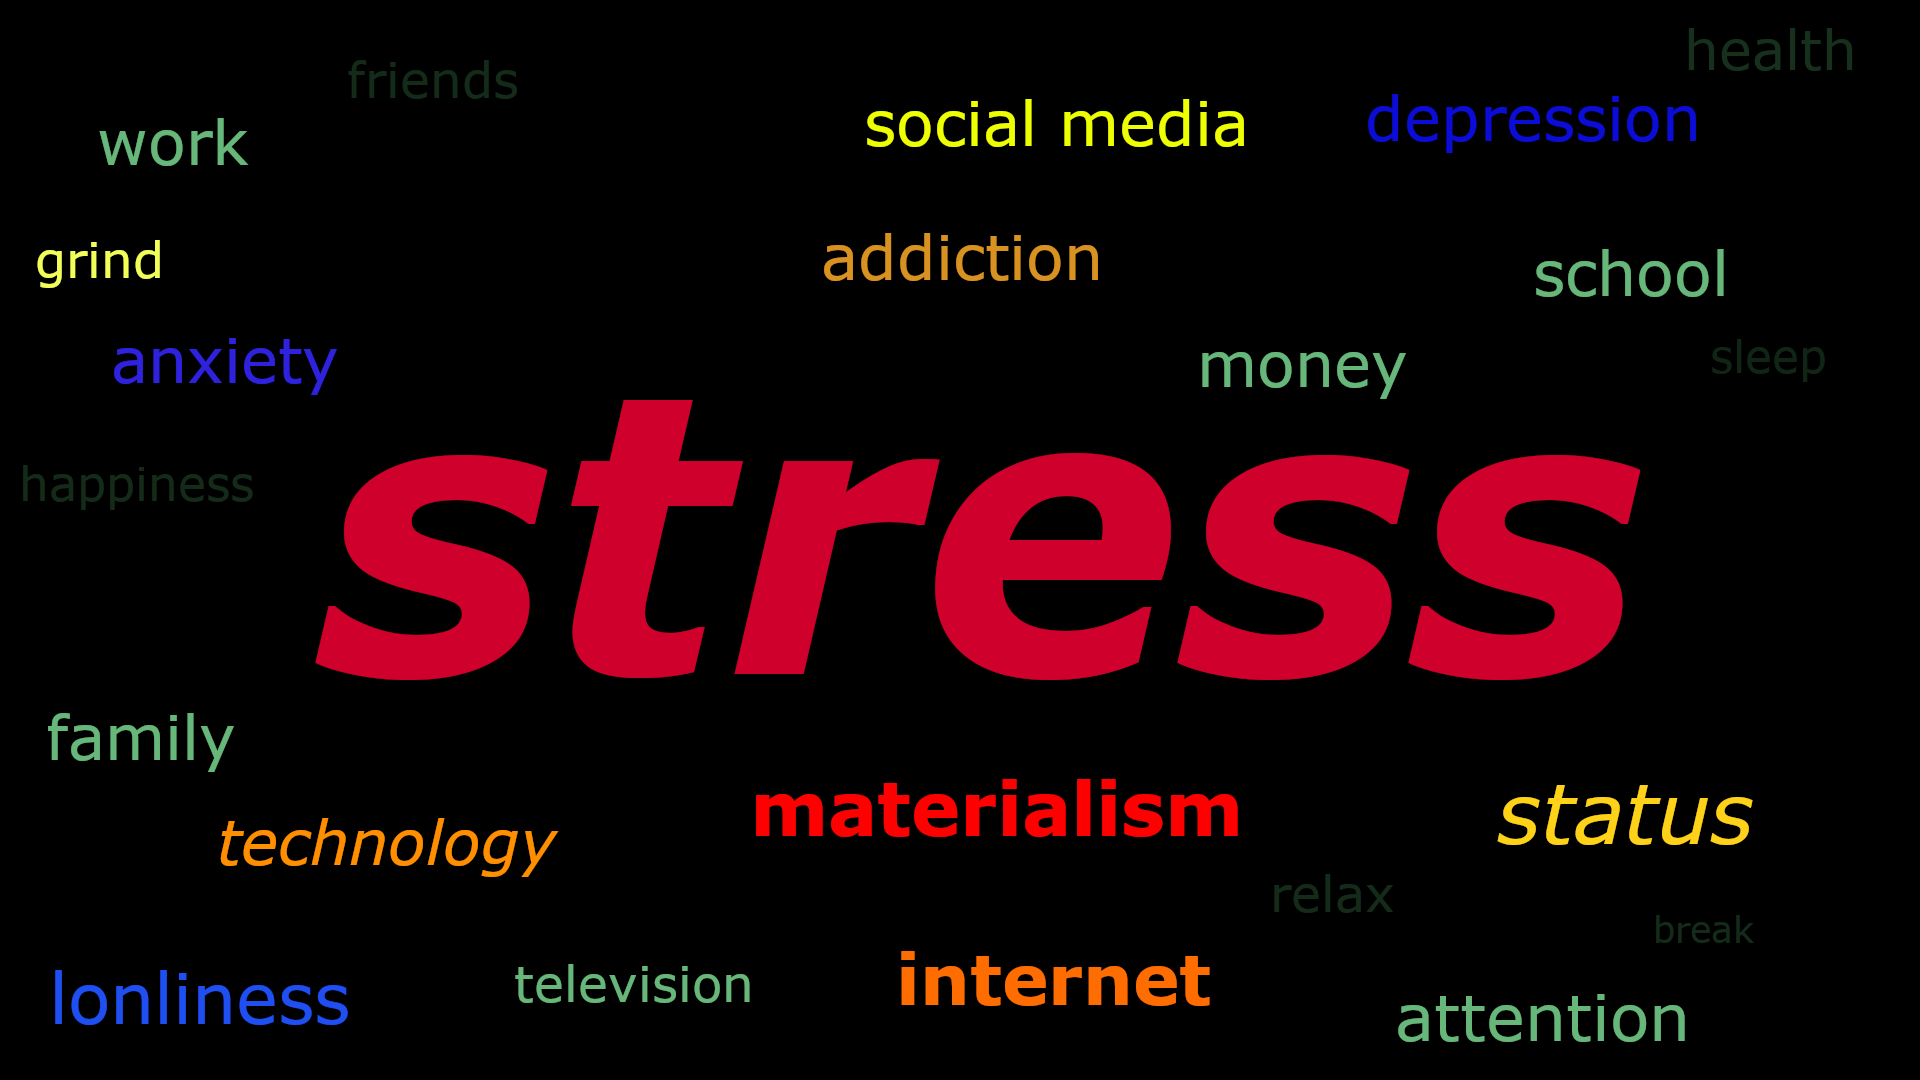 health
friends
social media
depression
work
grind
addiction
school
anxiety
money
sleep
happiness
stress
family
materialism
status
technology
relax
break
lonliness
television
internet
attention